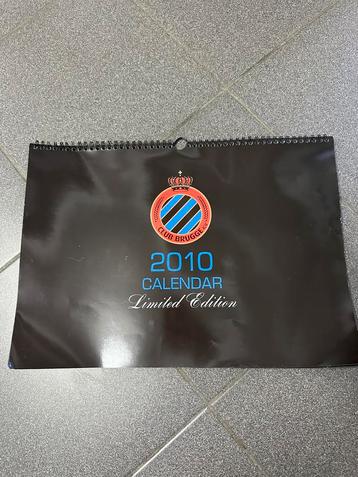 CLUB BRUGGE K.V.
2010
CALENDAR
Limited Edition